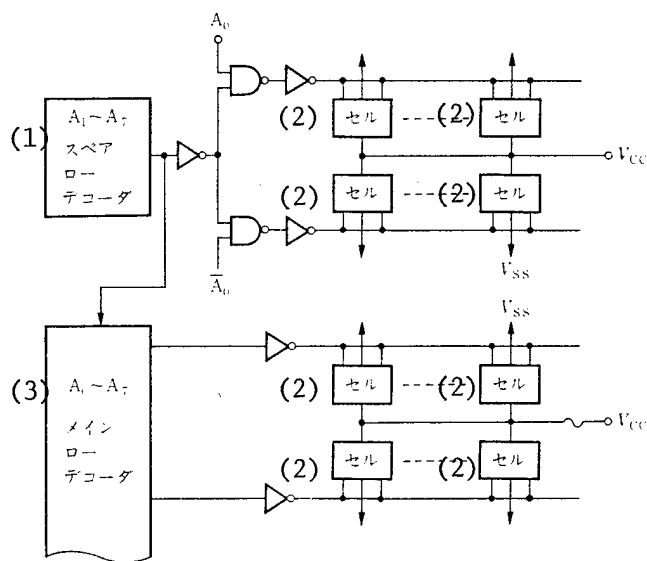 A₀
(1)
A₁～A₇
スペア
ロー
デコーダ
(2)
セル
(2)
セル
V_CC
(2)
セル
(2)
セル
A̅₀
V_SS
V_SS
(3)
A₁～A₇
メイン
ロー
デコーダ
(2)
セル
(2)
セル
V_CC
(2)
セル
(2)
セル